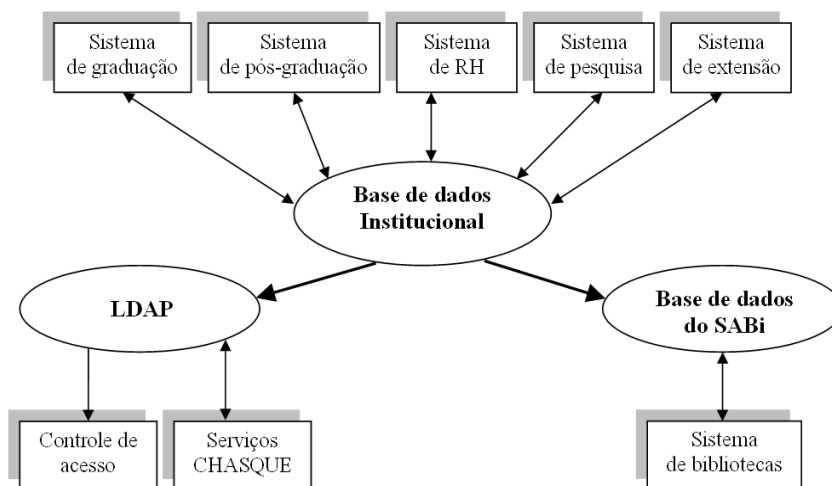 Sistema
de graduação
Sistema
de pós-graduação
Sistema
de RH
Sistema
de pesquisa
Sistema
de extensão
Base de dados
Institucional
LDAP
Base de dados
do SABi
Controle de
acesso
Serviços
CHASQUE
Sistema
de bibliotecas